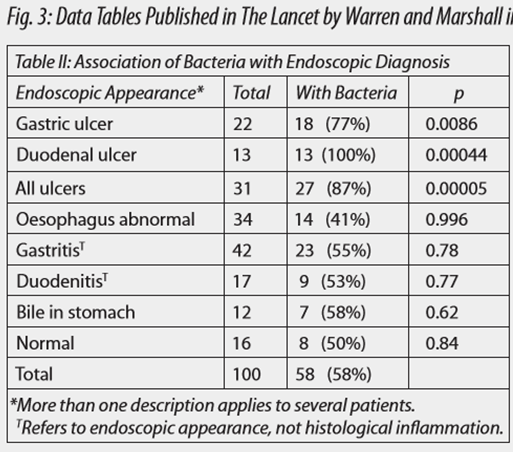 Fig. 3: Data Tables Published in The Lancet by Warren and Marshall
Table II: Association of Bacteria with Endoscopic Diagnosis
Endoscopic Appearance* Total With Bacteria p
Gastric ulcer 22 18 (77%) 0.0086
Duodenal ulcer 13 13 (100%) 0.00044
All ulcers 31 27 (87%) 0.00005
Oesophagus abnormal 34 14 (41%) 0.996
GastritisT 42 23 (55%) 0.78
DuodenitisT 17 9 (53%) 0.77
Bile in stomach 12 7 (58%) 0.62
Normal 16 8 (50%) 0.84
Total 100 58 (58%)
*More than one description applies to several patients.
TRefers to endoscopic appearance, not histological inflammation.